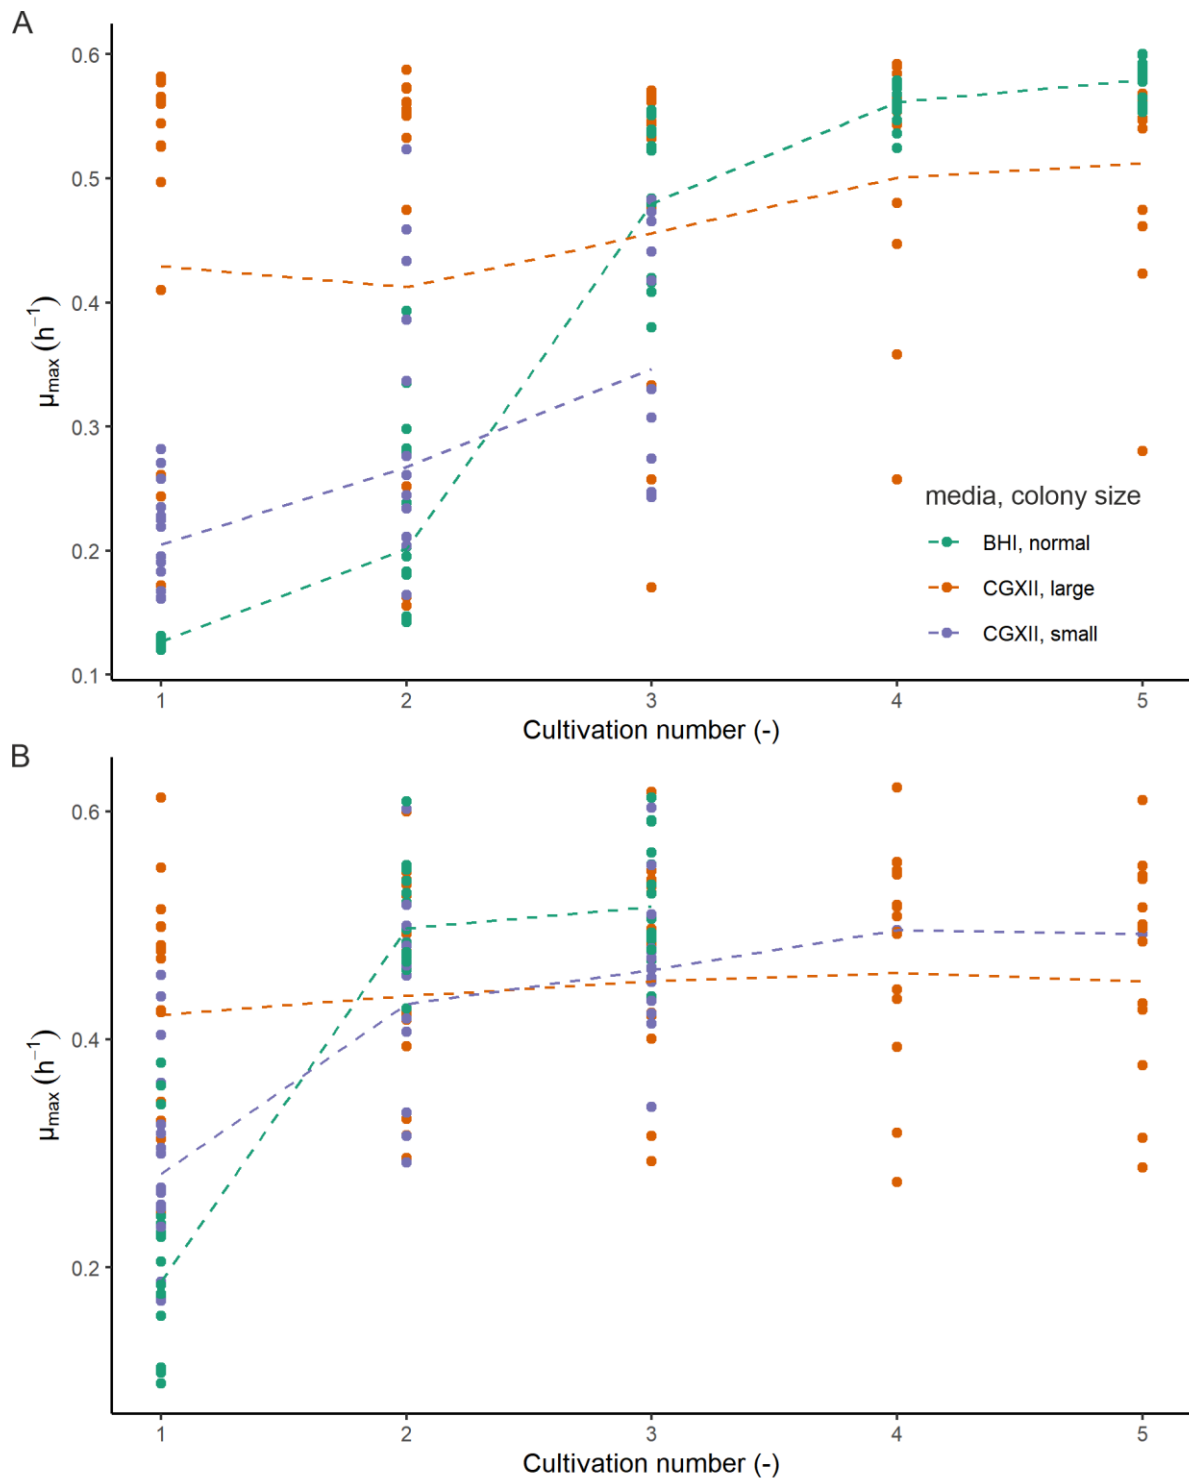 A
0.6
0.5
0.4
0.3
0.2
0.1
μmax (h⁻¹)
media, colony size
BHI, normal
CGXII, large
CGXII, small
1 2 3 4 5
Cultivation number (-)
B
0.6
0.4
0.2
μmax (h⁻¹)
1 2 3 4 5
Cultivation number (-)